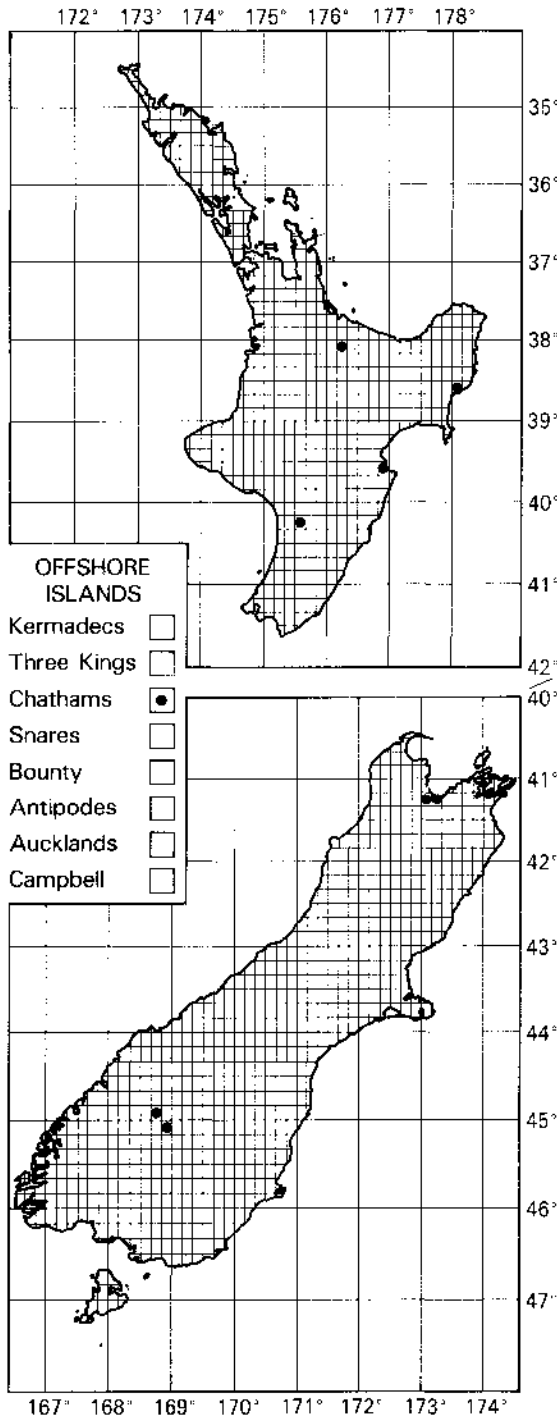 172° 173° 174° 175° 176° 177° 178°
35°
36°
37°
38°
39°
40°
41°
42°
OFFSHORE
ISLANDS
Kermadecs
Three Kings
Chathams
Snares
Bounty
Antipodes
Aucklands
Campbell
40°
41°
42°
43°
44°
45°
46°
47°
167° 168° 169° 170° 171° 172° 173° 174°